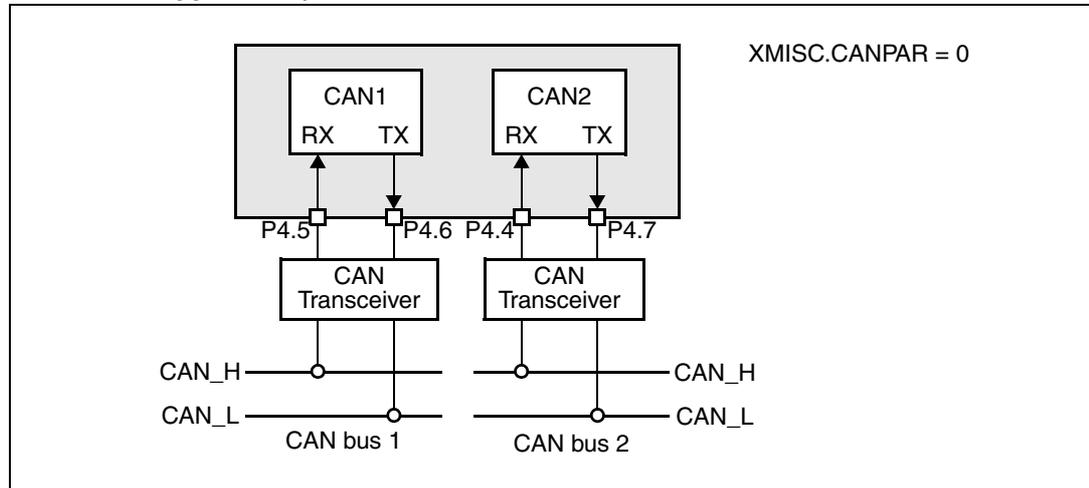 XMISC.CANPAR = 0
CAN1
CAN2
RX TX
RX TX
P4.5
P4.6
P4.4
P4.7
CAN
Transceiver
CAN
Transceiver
CAN_H
CAN_H
CAN_L
CAN_L
CAN bus 1
CAN bus 2